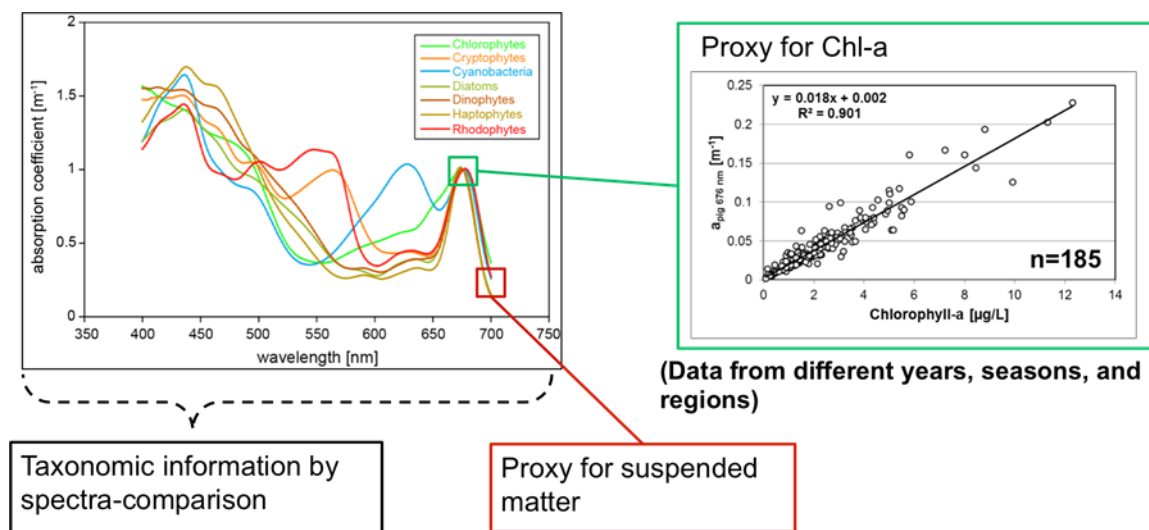 absorption coefficient [m⁻¹]
2
1.5
1
0.5
0
350
400
450
500
550
600
650
700
750
wavelength [nm]
Chlorophytes
Cryptophytes
Cyanobacteria
Diatoms
Dinophytes
Haptophytes
Rhodophytes
Proxy for Chl-a
a_pig 676 nm [m⁻¹]
0.25
0.2
0.15
0.1
0.05
0
y = 0.018x + 0.002
R² = 0.901
n=185
0
2
4
6
8
10
12
14
Chlorophyll-a [µg/L]
(Data from different years, seasons, and
regions)
Taxonomic information by
spectra-comparison
Proxy for suspended
matter